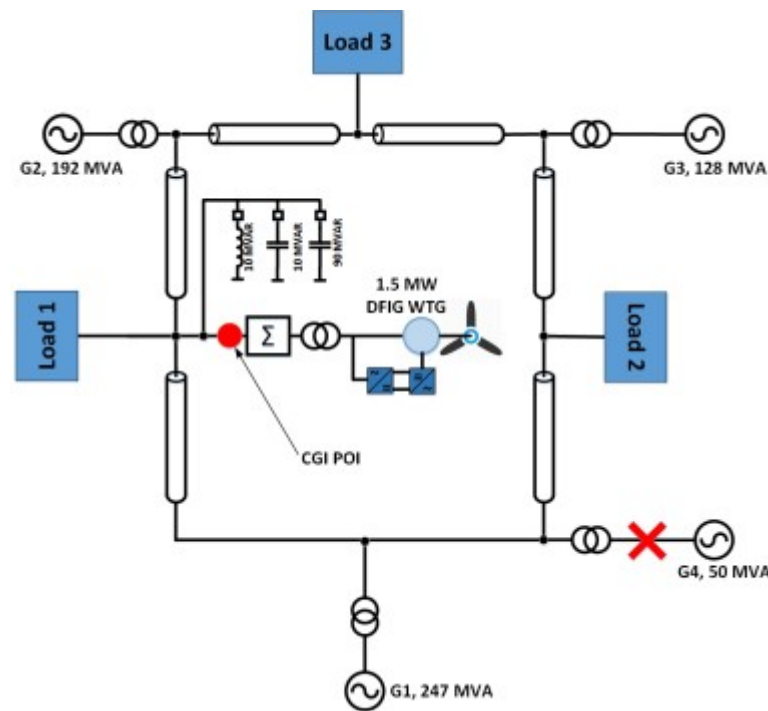 Load 3
G2, 192 MVA
G3, 128 MVA
10 MVAR
10 MVAR
90 MVAR
1.5 MW
DFIG WTG
Load 1
Σ
Load 2
CGI POI
G4, 50 MVA
G1, 247 MVA